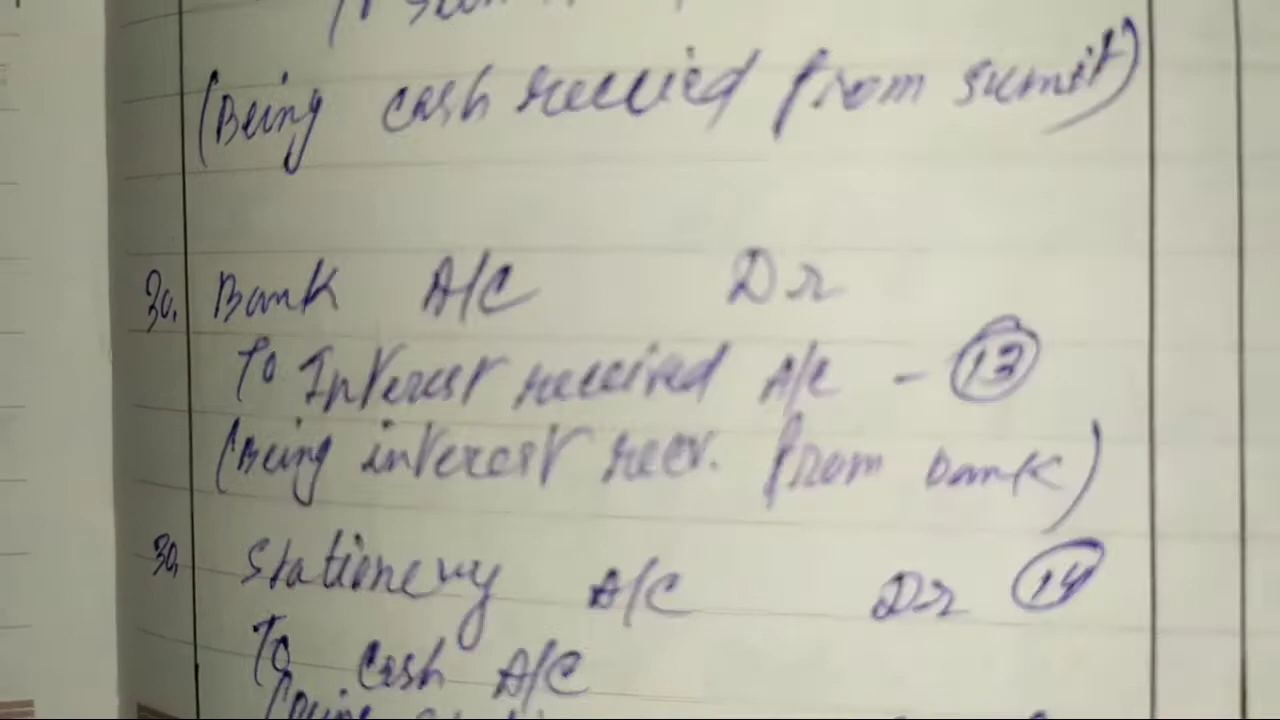 (Being cash received from sumit)
30. Bank A/C Dr
To Interest received A/c - 13
(Being interest recv. from bank)
30. Stationery A/C Dr 14
To Cash A/C
(Being